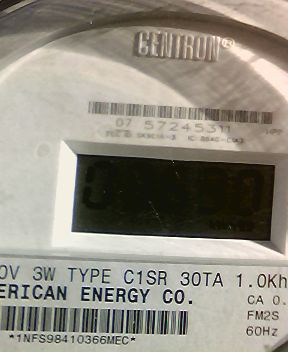 CENTRON®
07 57245311
0V 3W TYPE C1SR 30TA 1.0Kh
ERICAN ENERGY CO. CA 0.
FM2S
*1NFS98410366MEC* 60Hz